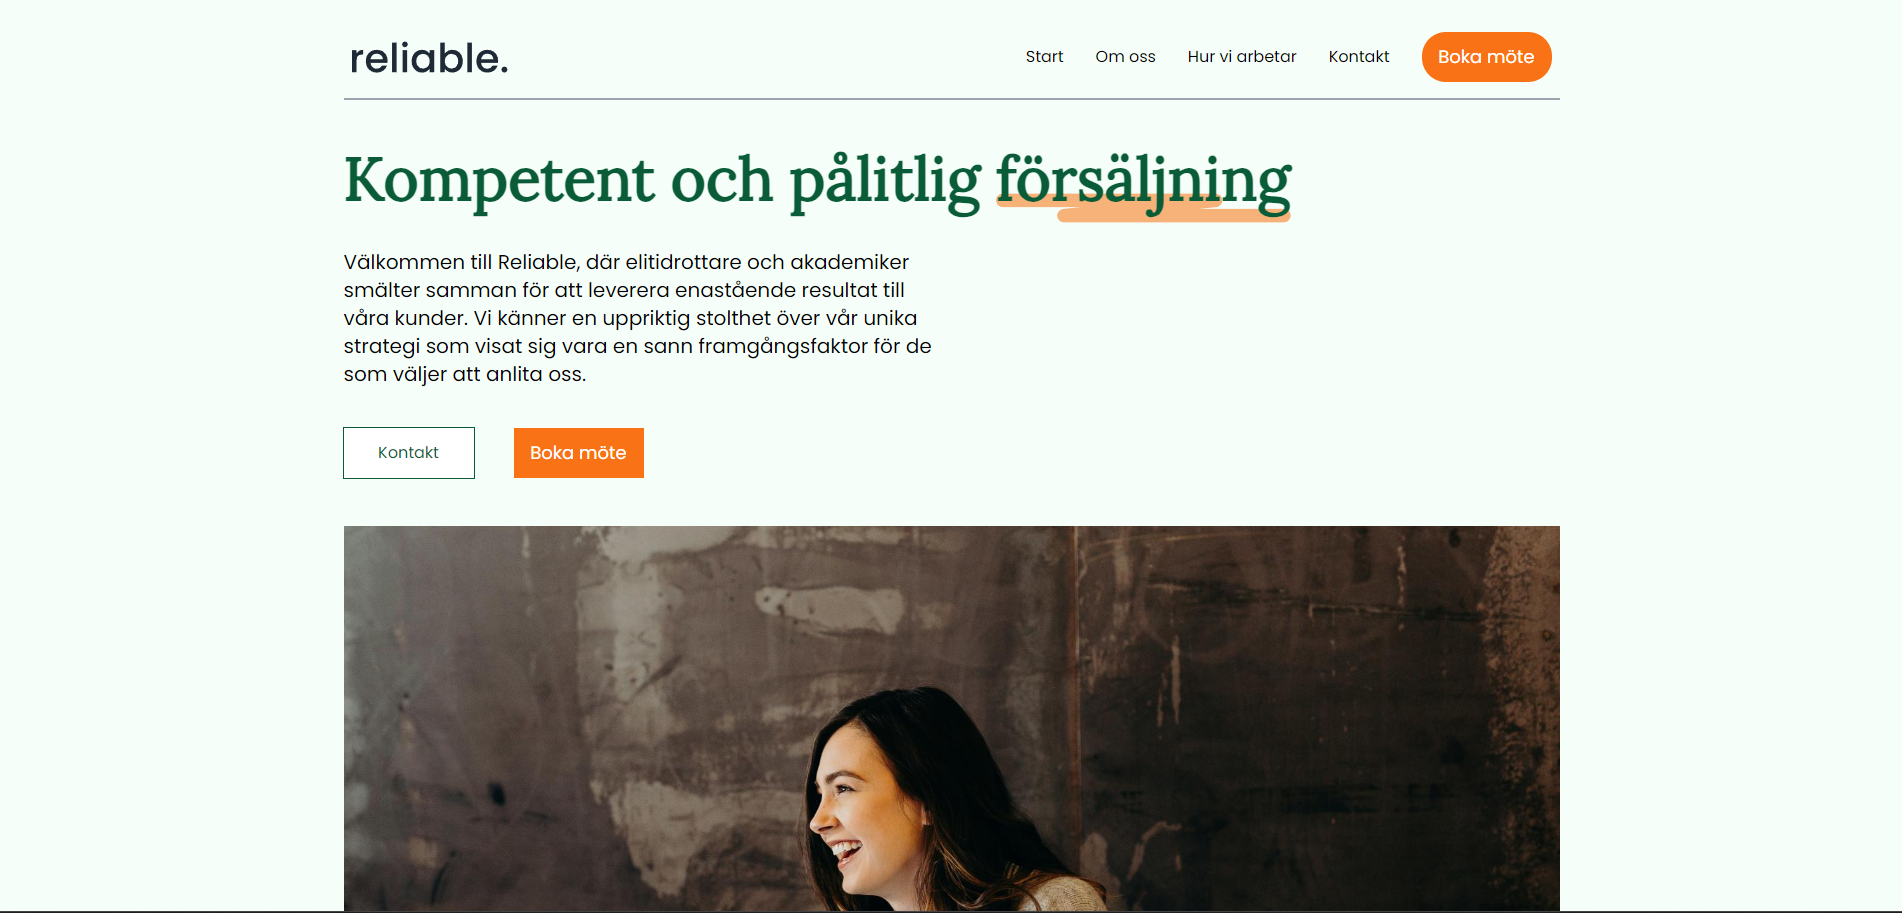 reliable.
Start Om oss Hur vi arbetar Kontakt Boka möte
Kompetent och pålitlig försäljning
Välkommen till Reliable, där elitidrottare och akademiker
smälter samman för att leverera enastående resultat till
våra kunder. Vi känner en uppriktig stolthet över vår unika
strategi som visat sig vara en sann framgångsfaktor för de
som väljer att anlita oss.
Kontakt Boka möte